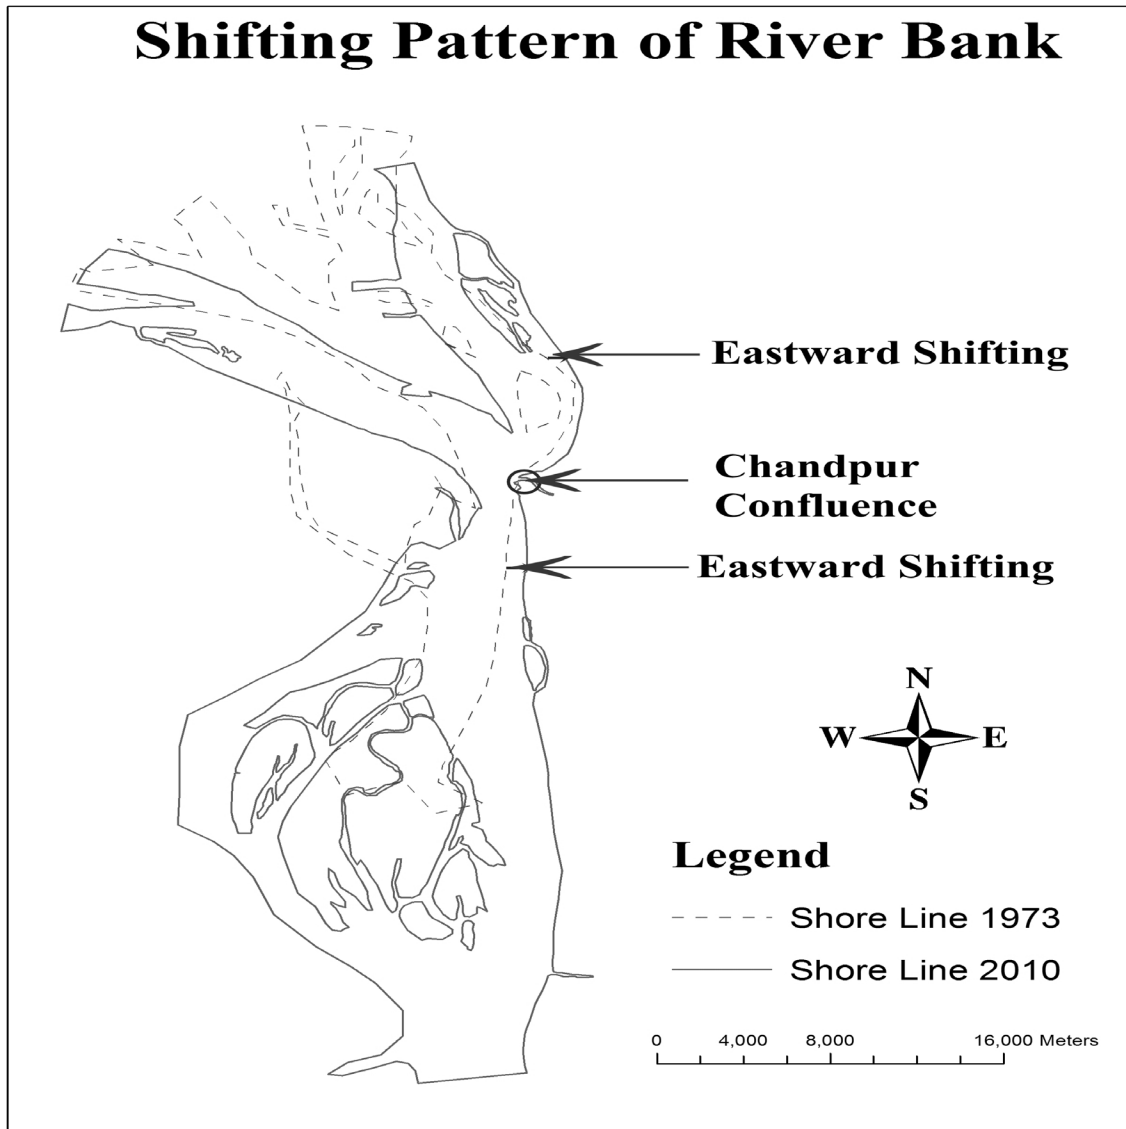 Shifting Pattern of River Bank
Eastward Shifting
Chandpur
Confluence
Eastward Shifting
N
W E
S
Legend
Shore Line 1973
Shore Line 2010
0 4,000 8,000 16,000 Meters